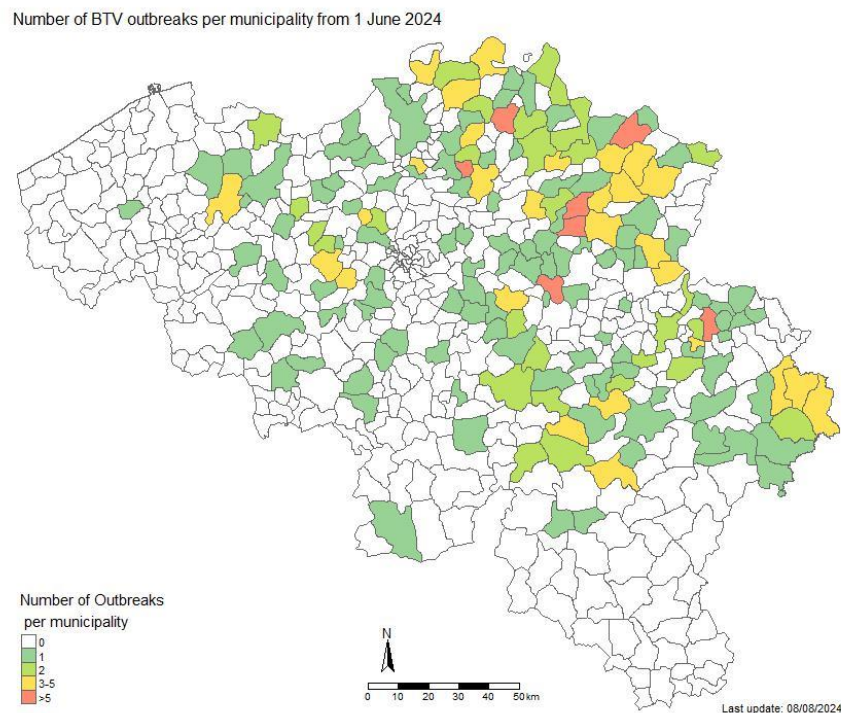 Number of BTV outbreaks per municipality from 1 June 2024
Number of Outbreaks
per municipality
0
1
2
3-5
>5
N
0 10 20 30 40 50 km
Last update: 08/08/2024